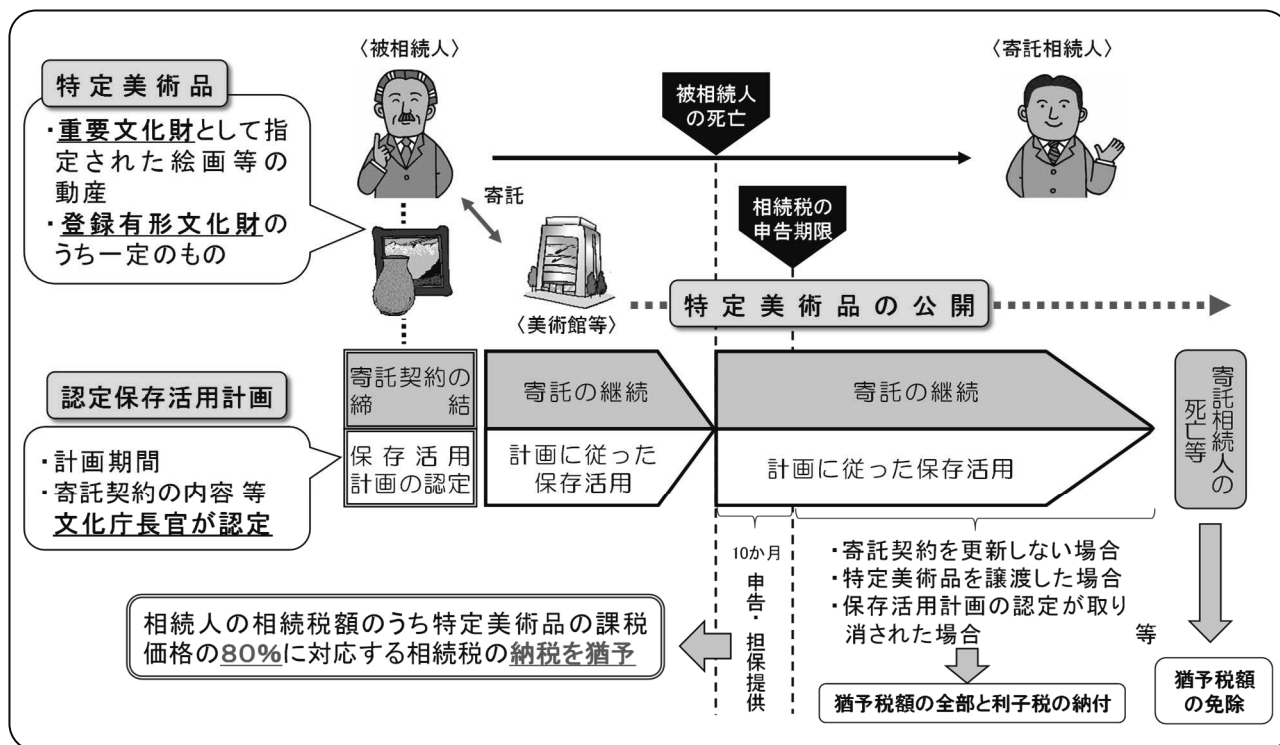 〈被相続人〉
〈寄託相続人〉
特定美術品
・重要文化財として指
定された絵画等の
動産
・登録有形文化財の
うち一定のもの
被相続人
の死亡
寄託
相続税の
申告期限
〈美術館等〉
特定美術品の公開
認定保存活用計画
・計画期間
・寄託契約の内容 等
文化庁長官が認定
寄託契約の
締結
寄託の継続
寄託の継続
保存活用
計画の認定
計画に従った
保存活用
計画に従った保存活用
寄託相続人の
死亡等
10か月
申告・担保提供
・寄託契約を更新しない場合
・特定美術品を譲渡した場合
・保存活用計画の認定が取り
消された場合 等
相続人の相続税額のうち特定美術品の課税
価格の80%に対応する相続税の納税を猶予
猶予税額の全部と利子税の納付
猶予税額
の免除